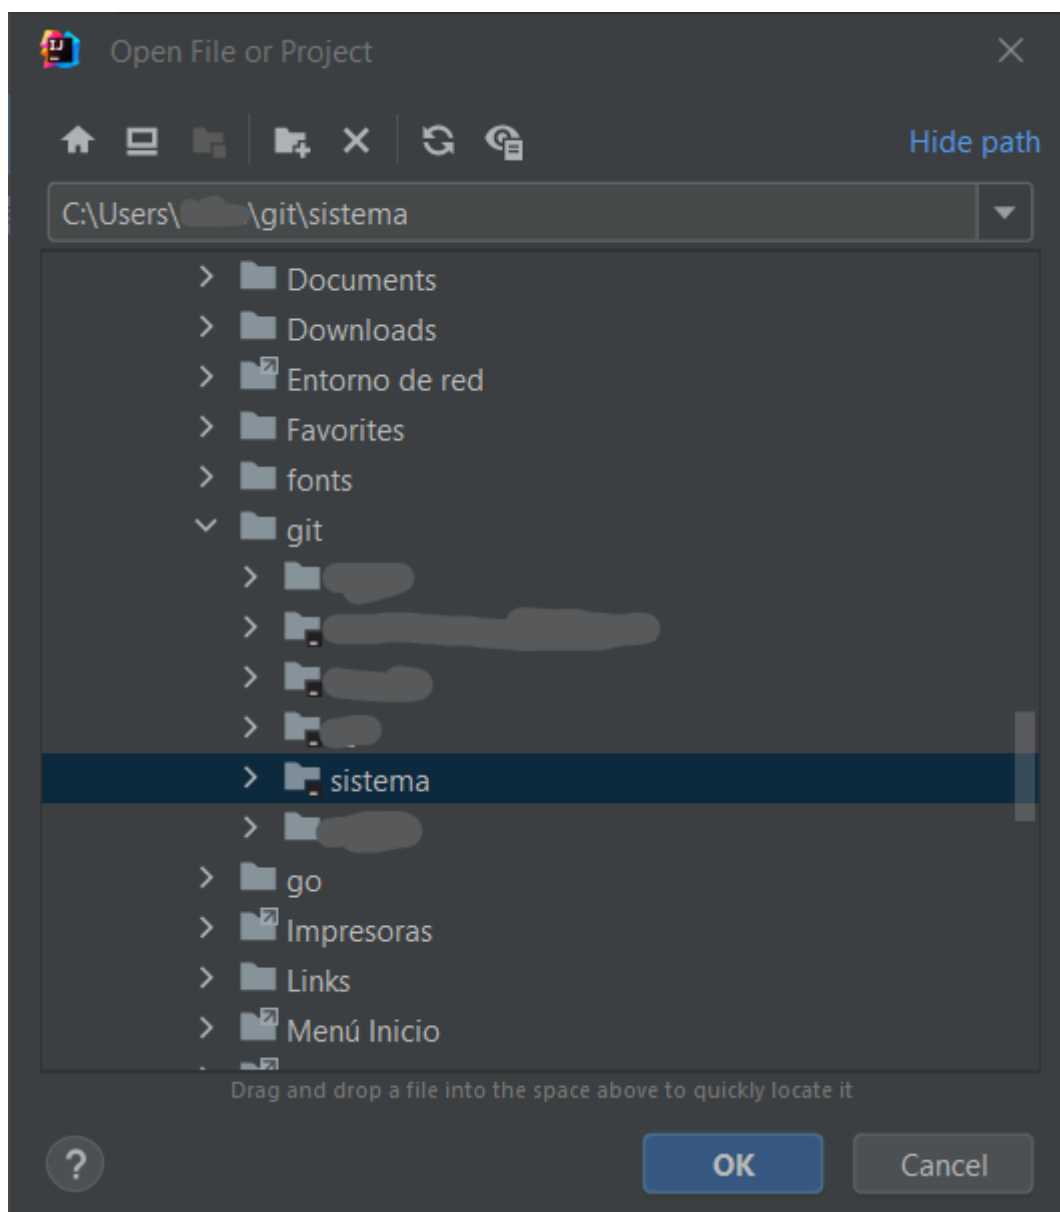 IJ
Open File or Project
Hide path
C:\Users\ \git\sistema
Documents
Downloads
Entorno de red
Favorites
fonts
git
sistema
go
Impresoras
Links
Menú Inicio
Drag and drop a file into the space above to quickly locate it
? OK Cancel